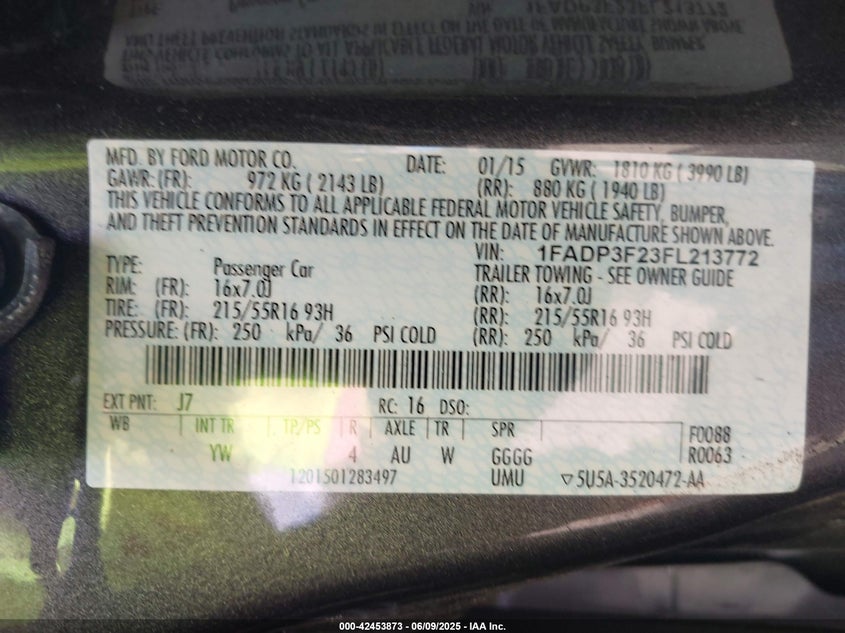 MFD. BY FORD MOTOR CO. DATE: 01/15 GVWR: 1810 KG ( 3990 LB)
GAWR: (FR): 972 KG ( 2143 LB) (RR): 880 KG ( 1940 LB)
THIS VEHICLE CONFORMS TO ALL APPLICABLE FEDERAL MOTOR VEHICLE SAFETY, BUMPER,
AND THEFT PREVENTION STANDARDS IN EFFECT ON THE DATE OF MANUFACTURE SHOWN ABOVE.
VIN: 1FADP3F23FL213772
TYPE: Passenger Car TRAILER TOWING - SEE OWNER GUIDE
RIM: (FR): 16x7.0J (RR): 16x7.0J
TIRE: (FR): 215/55R16 93H (RR): 215/55R16 93H
PRESSURE: (FR): 250 kPa/ 36 PSI COLD (RR): 250 kPa/ 36 PSI COLD
EXT PNT: J7 RC: 16 DSO:
WB INT TR TP/PS R AXLE TR SPR F0088
YW 4 AU W GGGG R0063
1201501283497 UMU ▽5U5A-3520472-AA
000-42453873 - 06/09/2025 - IAA Inc.